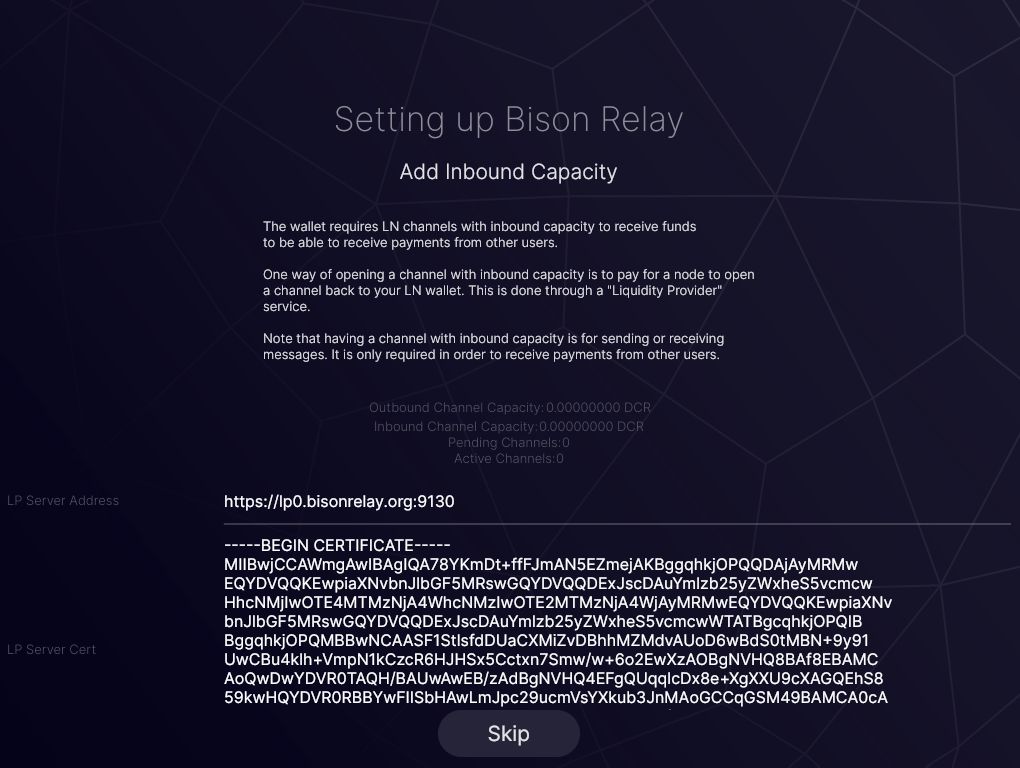 Setting up Bison Relay
Add Inbound Capacity
The wallet requires LN channels with inbound capacity to receive funds
to be able to receive payments from other users.
One way of opening a channel with inbound capacity is to pay for a node to open
a channel back to your LN wallet. This is done through a "Liquidity Provider"
service.
Note that having a channel with inbound capacity is for sending or receiving
messages. It is only required in order to receive payments from other users.
Outbound Channel Capacity: 0.00000000 DCR
Inbound Channel Capacity: 0.00000000 DCR
Pending Channels: 0
Active Channels: 0
LP Server Address https://lp0.bisonrelay.org:9130
LP Server Cert
-----BEGIN CERTIFICATE-----
MIIBwjCCAWmgAwIBAgIQA78YKmDt+ffFJmAN5EZmejAKBggqhkjOPQQDAjAyMRMw
EQYDVQQKEwpiaXNvbnJlbGF5MRswGQYDVQQDExJscDAuYmlzb25yZWxheS5vcmcw
HhcNMjIwOTE4MTMzNjA4WhcNMzIwOTE2MTMzNjA4WjAyMRMwEQYDVQQKEwpiaXNv
bnJlbGF5MRswGQYDVQQDExJscDAuYmlzb25yZWxheS5vcmcwWTATBgcqhkjOPQIB
BggqhkjOPQMBBwNCAASF1StlsfdDUaCXMiZvDBhhMZMdvAUoD6wBdS0tMBN+9y91
UwCBu4klh+VmpN1kCzcR6HJHSx5Cctxn7Smw/w+6o2EwXzAOBgNVHQ8BAf8EBAMC
AoQwDwYDVR0TAQH/BAUwAwEB/zAdBgNVHQ4EFgQUqqIcDx8e+XgXXU9cXAGQEhS8
59kwHQYDVR0RBBYwFIISbHAwLmJpc29ucmVsYXkub3JnMAoGCCqGSM49BAMCA0cA
Skip